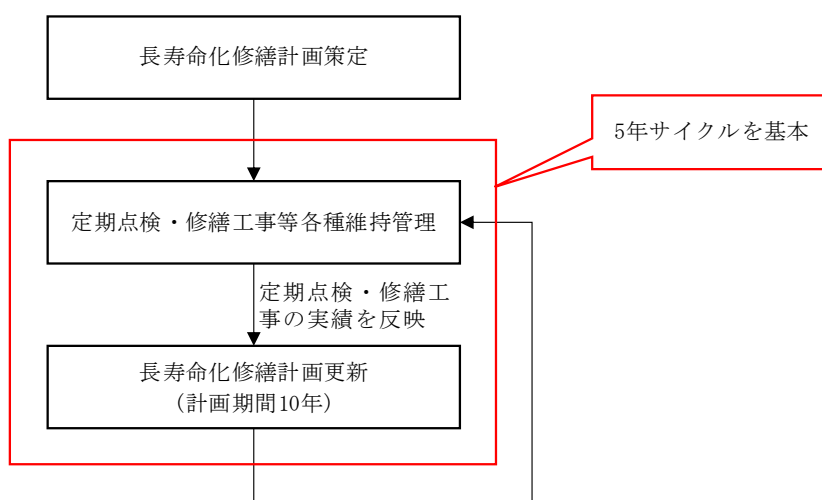 長寿命化修繕計画策定
5年サイクルを基本
定期点検・修繕工事等各種維持管理
定期点検・修繕工
事の実績を反映
長寿命化修繕計画更新
（計画期間10年）